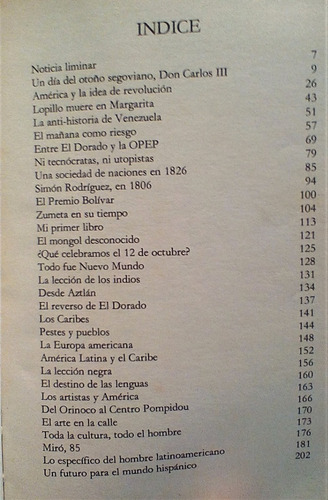 INDICE
Noticia liminar 7
Un día del otoño segoviano, Don Carlos III 9
América y la idea de revolución 26
Lopillo muere en Margarita 43
La anti-historia de Venezuela 51
El mañana como riesgo 57
Entre El Dorado y la OPEP 69
Ni tecnócratas, ni utopistas 79
Una sociedad de naciones en 1826 85
Simón Rodríguez, en 1806 94
El Premio Bolívar 100
Zumeta en su tiempo 104
Mi primer libro 113
El mongol desconocido 121
¿Qué celebramos el 12 de octubre? 125
Todo fue Nuevo Mundo 128
La lección de los indios 131
Desde Aztlán 134
El reverso de El Dorado 137
Los Caribes 141
Pestes y pueblos 144
La Europa americana 148
América Latina y el Caribe 152
La lección negra 156
El destino de las lenguas 160
Los artistas y América 163
Del Orinoco al Centro Pompidou 166
El arte en la calle 170
Toda la cultura, todo el hombre 173
Miró, 85 176
Lo específico del hombre latinoamericano 181
Un futuro para el mundo hispánico 202